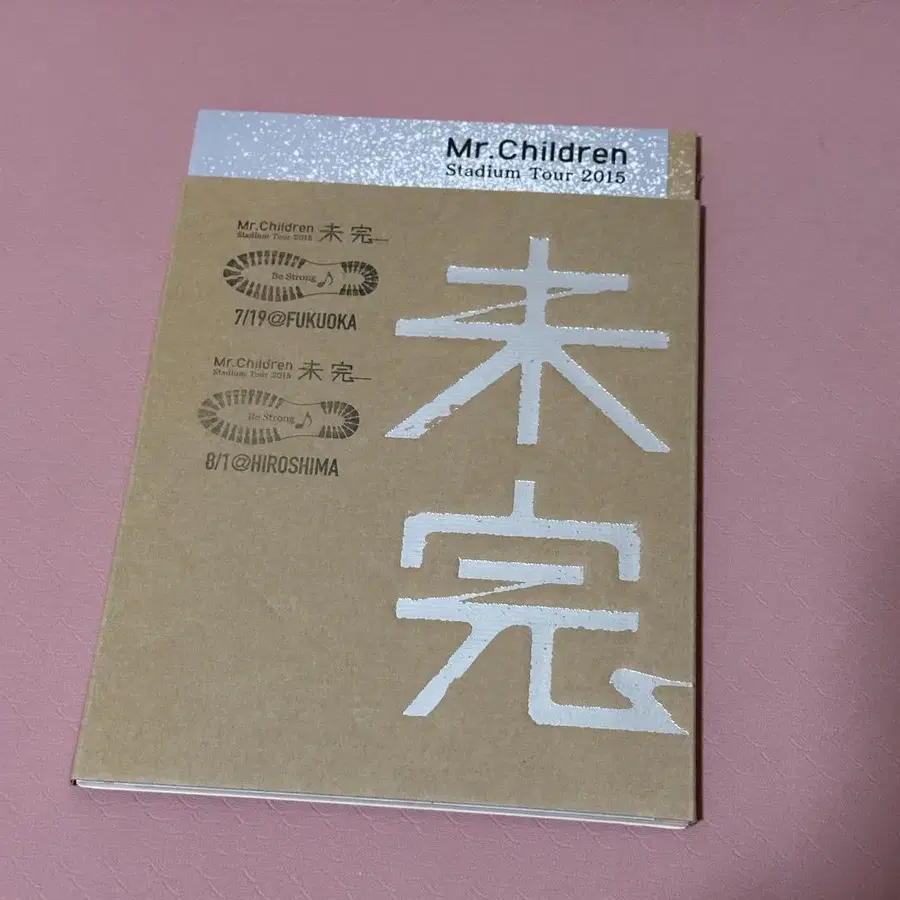 Mr.Children
Stadium Tour 2015
Mr.Children
Stadium Tour 2015 未完
Be Strong
7/19@FUKUOKA
Mr.Children
Stadium Tour 2015 未完
Be Strong
8/1@HIROSHIMA
未完